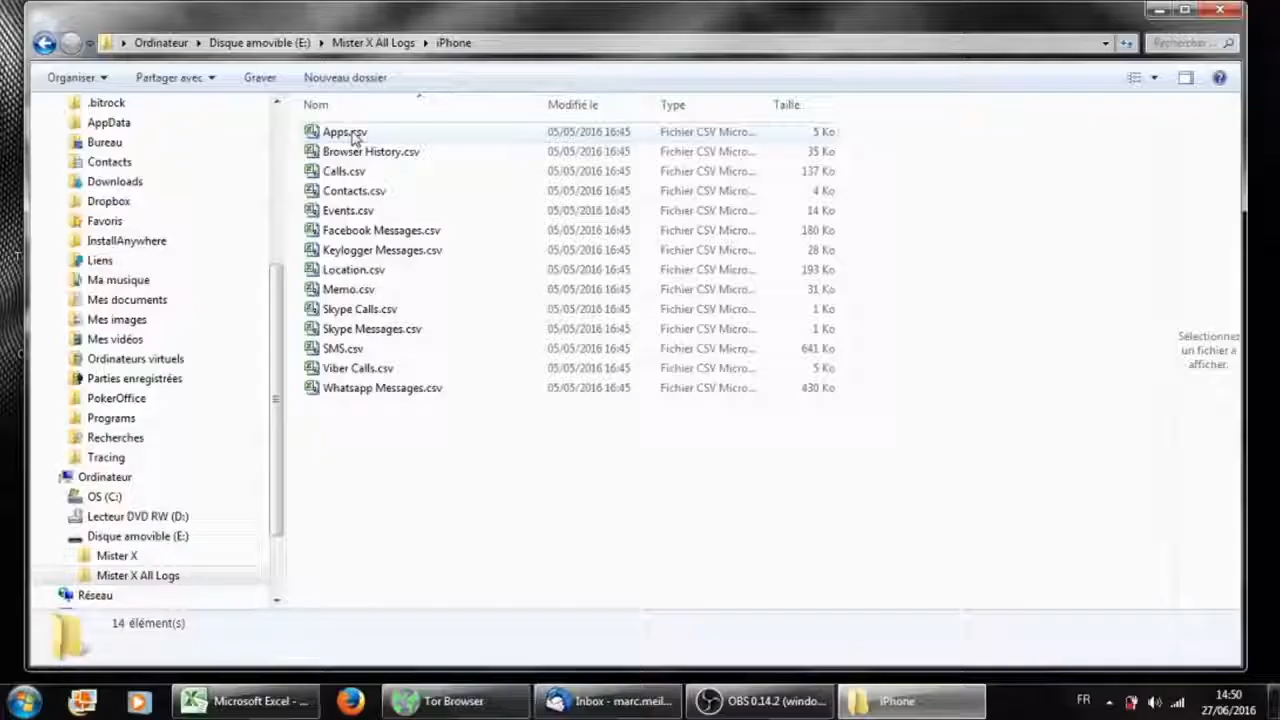 Ordinateur Disque amovible (E:) Mister X All Logs iPhone
Rechercher ...
Organiser Partager avec Graver Nouveau dossier
.bitrock
AppData
Bureau
Contacts
Downloads
Dropbox
Favoris
InstallAnywhere
Liens
Ma musique
Mes documents
Mes images
Mes vidéos
Ordinateurs virtuels
Parties enregistrées
PokerOffice
Programs
Recherches
Tracing
Ordinateur
OS (C:)
Lecteur DVD RW (D:)
Disque amovible (E:)
Mister X
Mister X All Logs
Réseau
Nom Modifié le Type Taille
Apps.csv 05/05/2016 16:45 Fichier CSV Micro... 5 Ko
Browser History.csv 05/05/2016 16:45 Fichier CSV Micro... 35 Ko
Calls.csv 05/05/2016 16:45 Fichier CSV Micro... 137 Ko
Contacts.csv 05/05/2016 16:45 Fichier CSV Micro... 4 Ko
Events.csv 05/05/2016 16:45 Fichier CSV Micro... 14 Ko
Facebook Messages.csv 05/05/2016 16:45 Fichier CSV Micro... 180 Ko
Keylogger Messages.csv 05/05/2016 16:45 Fichier CSV Micro... 28 Ko
Location.csv 05/05/2016 16:45 Fichier CSV Micro... 193 Ko
Memo.csv 05/05/2016 16:45 Fichier CSV Micro... 31 Ko
Skype Calls.csv 05/05/2016 16:45 Fichier CSV Micro... 1 Ko
Skype Messages.csv 05/05/2016 16:45 Fichier CSV Micro... 1 Ko
SMS.csv 05/05/2016 16:45 Fichier CSV Micro... 641 Ko
Viber Calls.csv 05/05/2016 16:45 Fichier CSV Micro... 5 Ko
Whatsapp Messages.csv 05/05/2016 16:45 Fichier CSV Micro... 430 Ko
Sélectionnez
un fichier à
afficher.
14 élément(s)
Microsoft Excel - ... Tor Browser Inbox - marc.meil... OBS 0.14.2 (windo... iPhone FR 14:50
27/06/2016